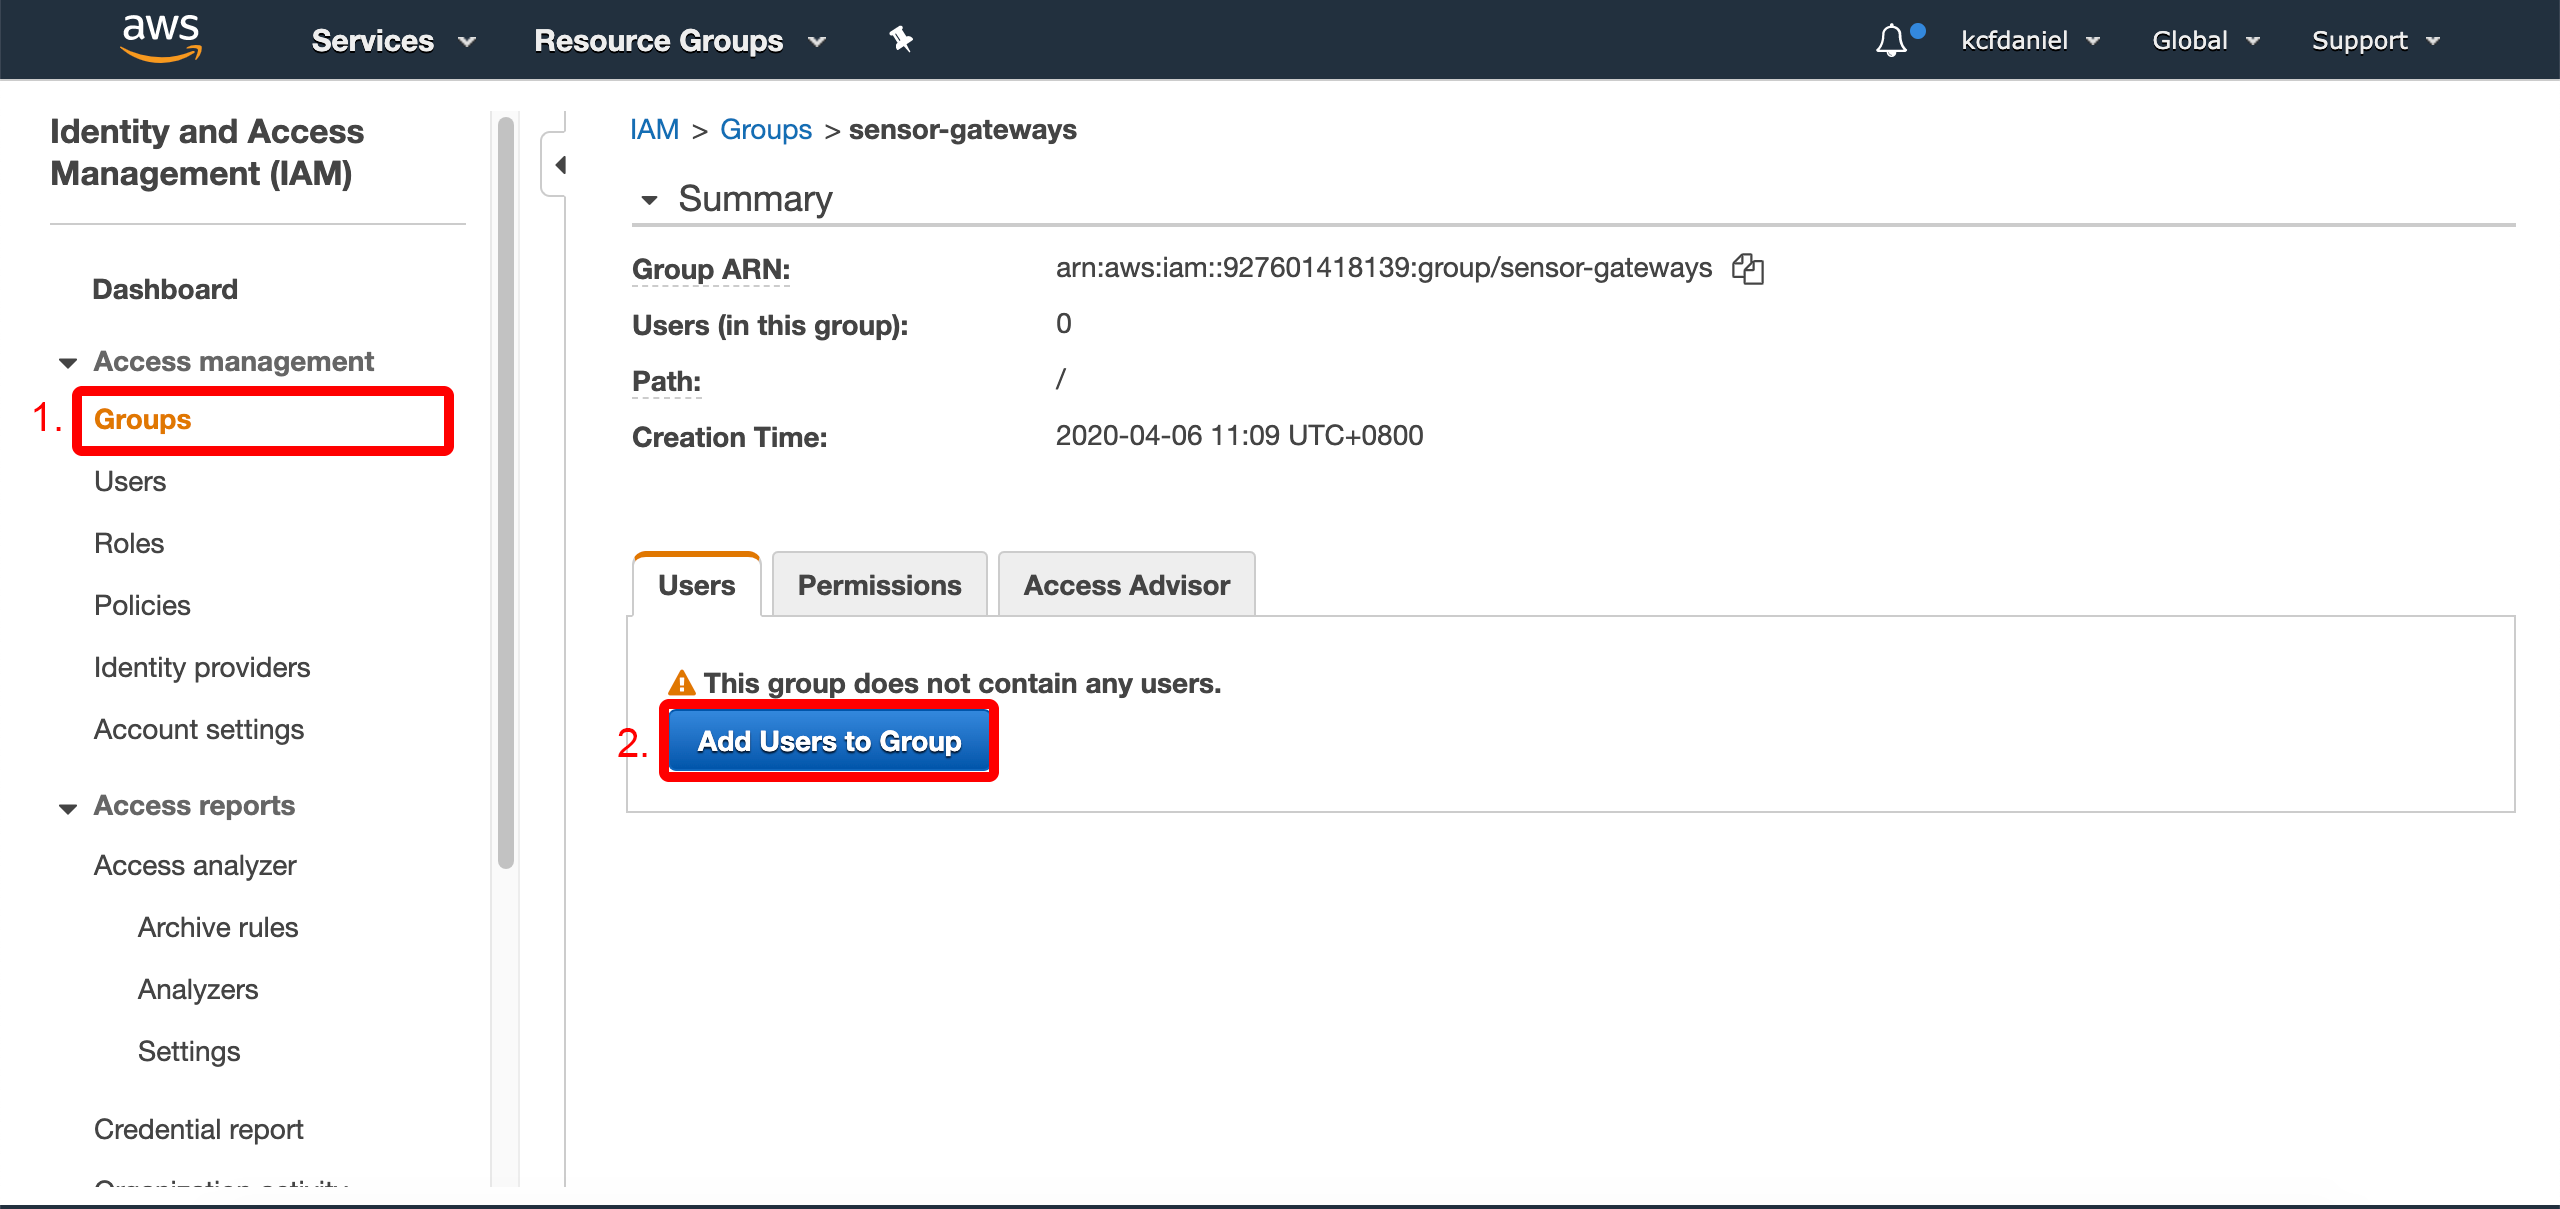 aws
Services
Resource Groups
kcfdaniel
Global
Support
Identity and Access
Management (IAM)
Dashboard
Access management
1.
Groups
Users
Roles
Policies
Identity providers
Account settings
Access reports
Access analyzer
Archive rules
Analyzers
Settings
Credential report
Organization activity
IAM > Groups > sensor-gateways
Summary
Group ARN: arn:aws:iam::927601418139:group/sensor-gateways
Users (in this group): 0
Path: /
Creation Time: 2020-04-06 11:09 UTC+0800
Users
Permissions
Access Advisor
This group does not contain any users.
2.
Add Users to Group